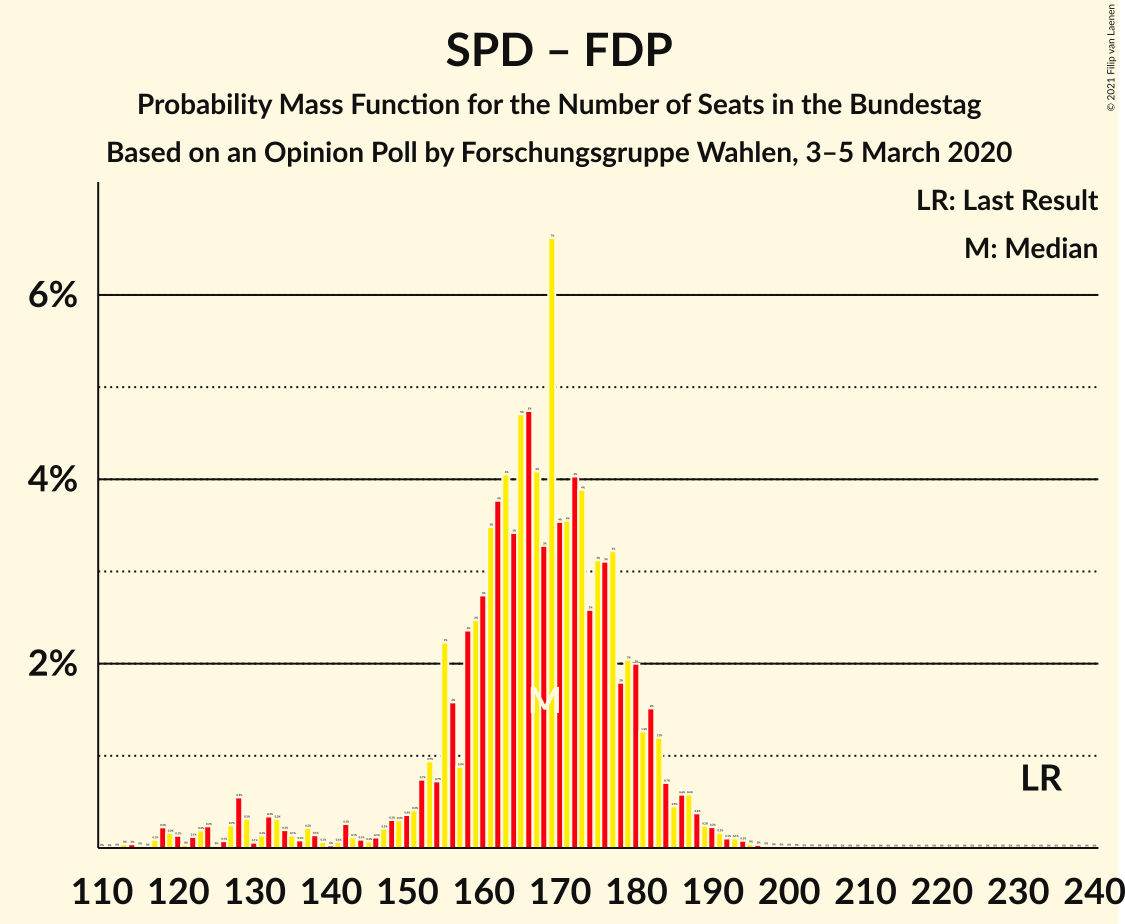 SPD – FDP
Probability Mass Function for the Number of Seats in the Bundestag
Based on an Opinion Poll by Forschungsgruppe Wahlen, 3–5 March 2020
© 2021 Filip van Laenen
LR: Last Result
M: Median
6%
4%
2%
M
LR
110 120 130 140 150 160 170 180 190 200 210 220 230 240